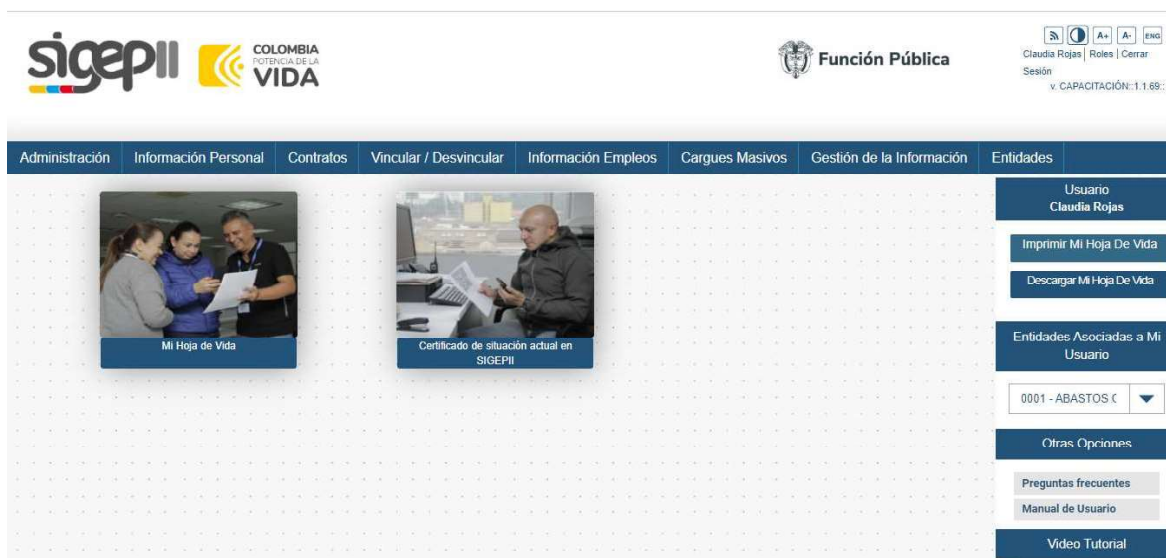 sigepII
COLOMBIA
POTENCIA DE LA
VIDA
Función Pública
A+ A- ENG
Claudia Rojas | Roles | Cerrar
Sesión
v. CAPACITACIÓN::1.1.69::
Administración Información Personal Contratos Vincular / Desvincular Información Empleos Cargues Masivos Gestión de la Información Entidades
Mi Hoja de Vida
Certificado de situación actual en
SIGEPII
Usuario
Claudia Rojas
Imprimir Mi Hoja De Vida
Descargar Mi Hoja De Vida
Entidades Asociadas a Mi
Usuario
0001 - ABASTOS
Otras Opciones
Preguntas frecuentes
Manual de Usuario
Video Tutorial